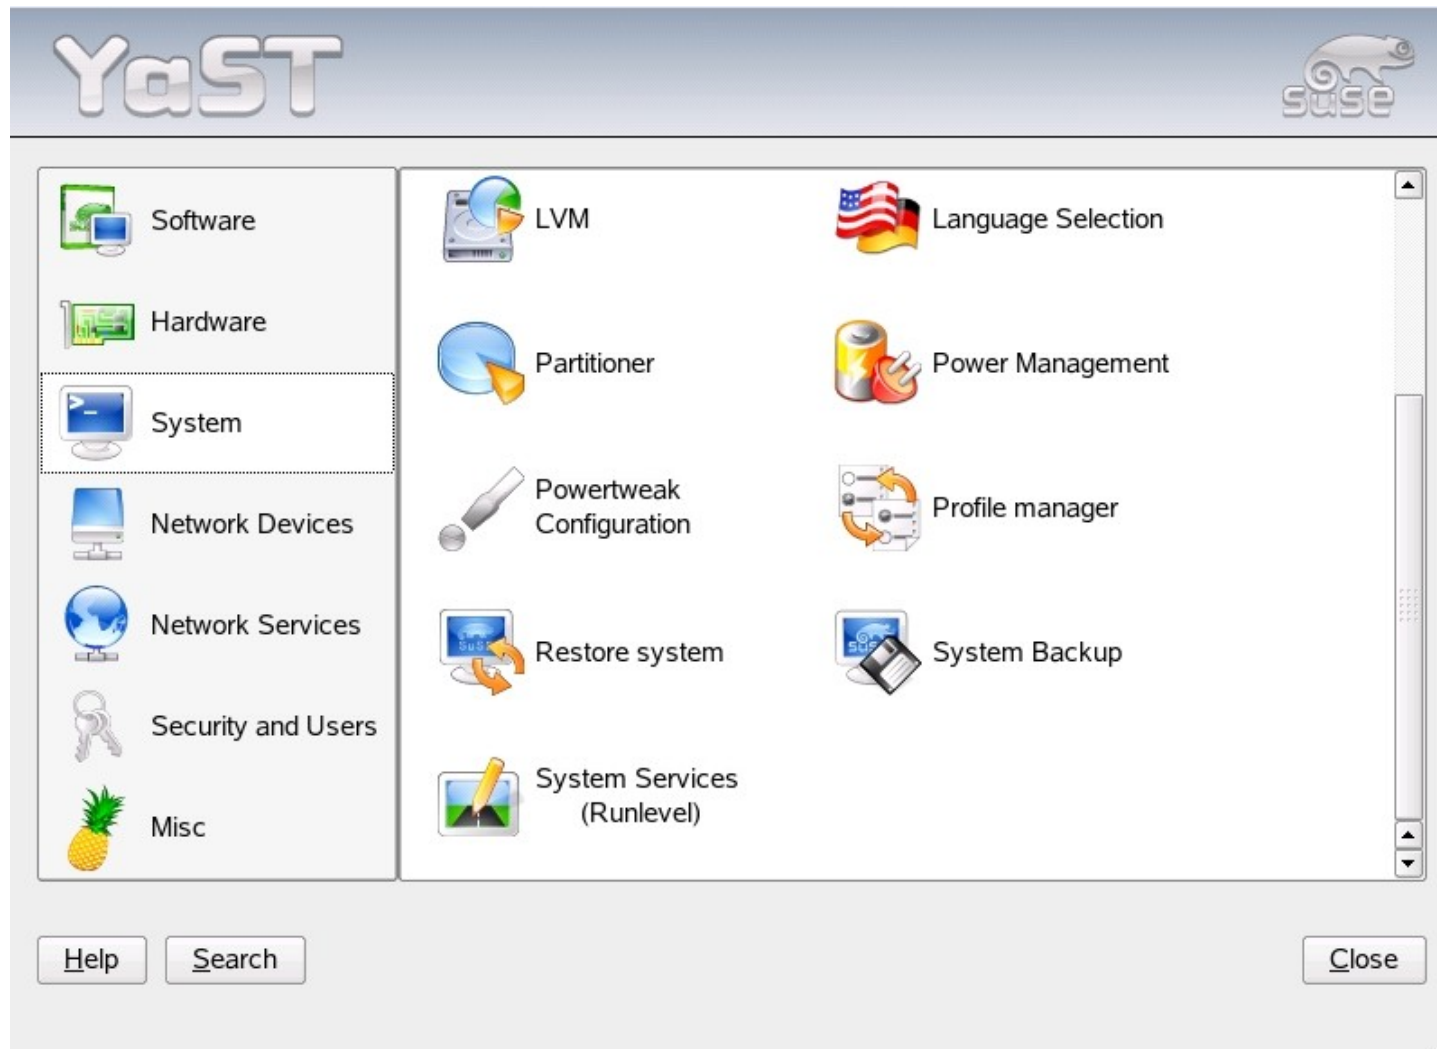 YaST
suse
Software
Hardware
System
Network Devices
Network Services
Security and Users
Misc
LVM
Language Selection
Partitioner
Power Management
Powertweak
Configuration
Profile manager
Restore system
System Backup
System Services
(Runlevel)
Help
Search
Close